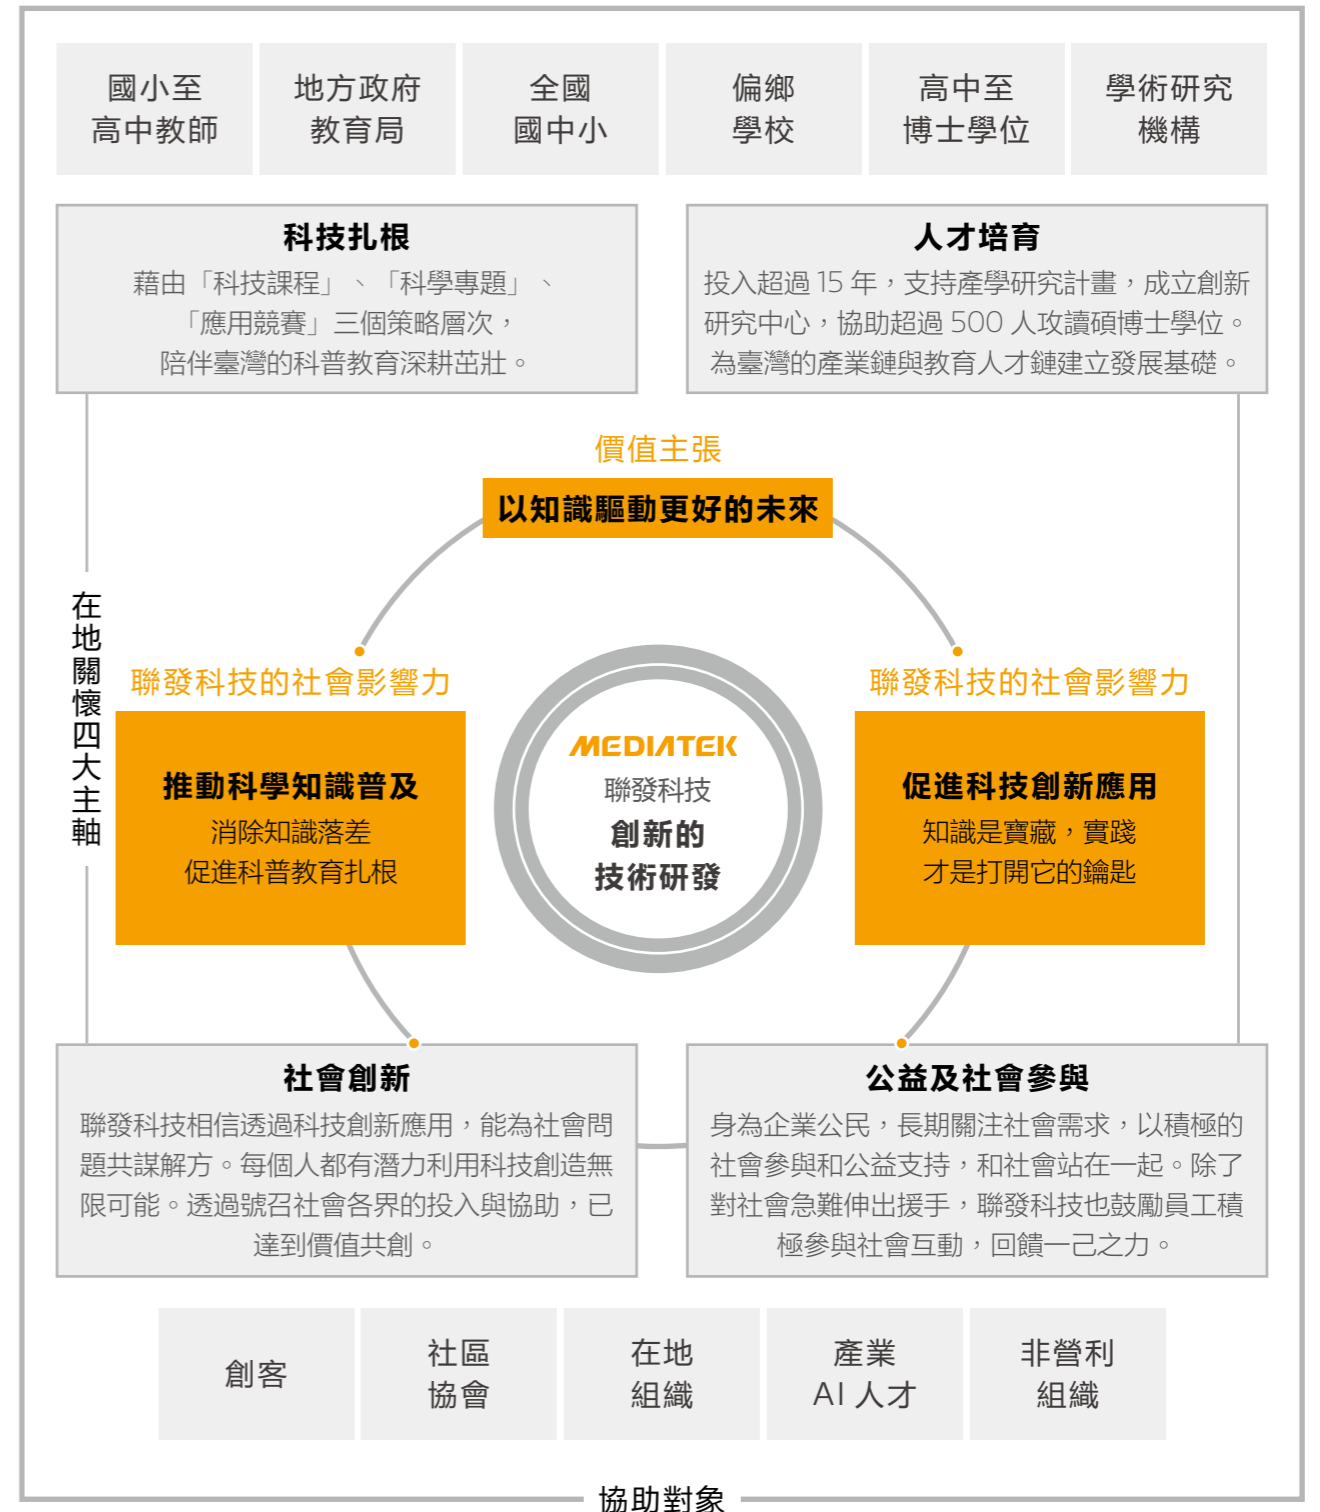 國小至
高中教師
地方政府
教育局
全國
國中小
偏鄉
學校
高中至
博士學位
學術研究
機構
科技扎根
藉由「科技課程」、「科學專題」、
「應用競賽」三個策略層次，
陪伴臺灣的科普教育深耕茁壯。
人才培育
投入超過 15 年，支持產學研究計畫，成立創新
研究中心，協助超過 500 人攻讀碩博士學位。
為臺灣的產業鏈與教育人才鏈建立發展基礎。
價值主張
以知識驅動更好的未來
在地關懷四大主軸
聯發科技的社會影響力
推動科學知識普及
消除知識落差
促進科普教育扎根
MEDIATEK
聯發科技
創新的
技術研發
聯發科技的社會影響力
促進科技創新應用
知識是寶藏，實踐
才是打開它的鑰匙
社會創新
聯發科技相信透過科技創新應用，能為社會問
題共謀解方。每個人都有潛力利用科技創造無
限可能。透過號召社會各界的投入與協助，已
達到價值共創。
公益及社會參與
身為企業公民，長期關注社會需求，以積極的
社會參與和公益支持，和社會站在一起。除了
對社會急難伸出援手，聯發科技也鼓勵員工積
極參與社會互動，回饋一己之力。
創客
社區
協會
在地
組織
產業
AI 人才
非營利
組織
協助對象